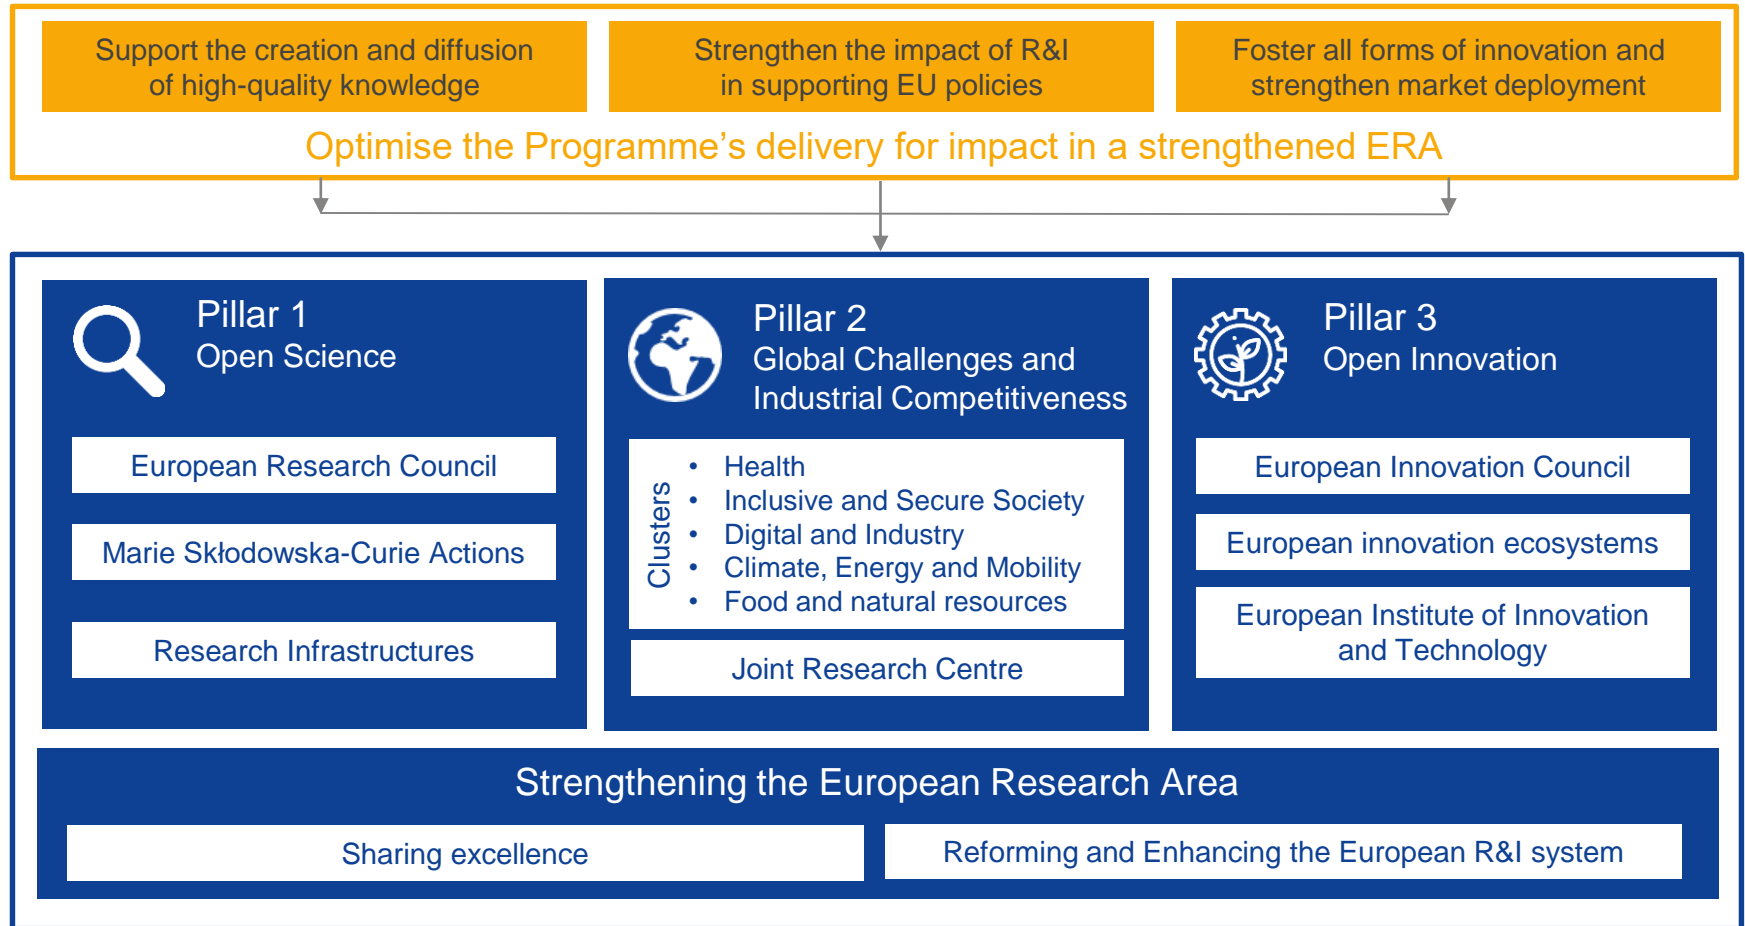 Support the creation and diffusion
of high-quality knowledge
Strengthen the impact of R&I
in supporting EU policies
Foster all forms of innovation and
strengthen market deployment
Optimise the Programme’s delivery for impact in a strengthened ERA
Pillar 1
Open Science
European Research Council
Marie Skłodowska-Curie Actions
Research Infrastructures
Pillar 2
Global Challenges and
Industrial Competitiveness
Clusters
• Health
• Inclusive and Secure Society
• Digital and Industry
• Climate, Energy and Mobility
• Food and natural resources
Joint Research Centre
Pillar 3
Open Innovation
European Innovation Council
European innovation ecosystems
European Institute of Innovation
and Technology
Strengthening the European Research Area
Sharing excellence
Reforming and Enhancing the European R&I system